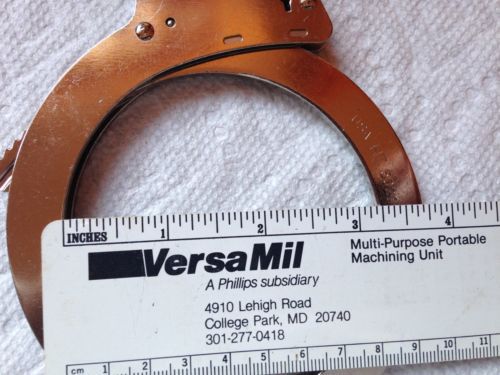 INCHES 1 2 3 4
VersaMil
A Phillips subsidiary
Multi-Purpose Portable
Machining Unit
4910 Lehigh Road
College Park, MD 20740
301-277-0418
cm 1 2 3 4 5 6 7 8 9 10 11